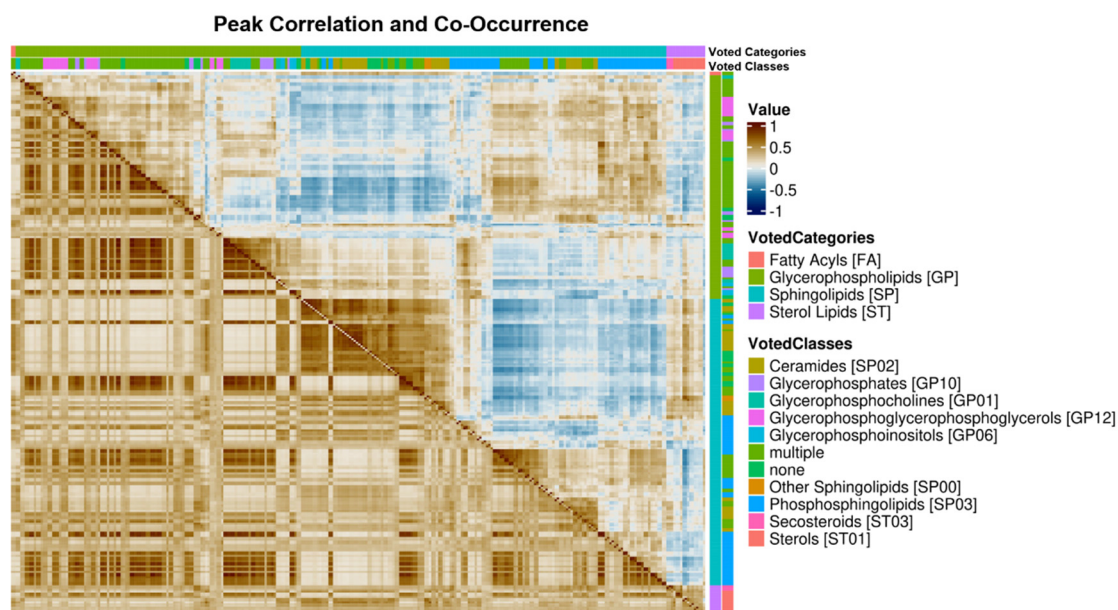 Peak Correlation and Co-Occurrence
Voted Categories
Voted Classes
Value
1
0.5
0
-0.5
-1
VotedCategories
Fatty Acyls [FA]
Glycerophospholipids [GP]
Sphingolipids [SP]
Sterol Lipids [ST]
VotedClasses
Ceramides [SP02]
Glycerophosphates [GP10]
Glycerophosphocholines [GP01]
Glycerophosphoglycerophosphoglycerols [GP12]
Glycerophosphoinositols [GP06]
multiple
none
Other Sphingolipids [SP00]
Phosphosphingolipids [SP03]
Secosteroids [ST03]
Sterols [ST01]